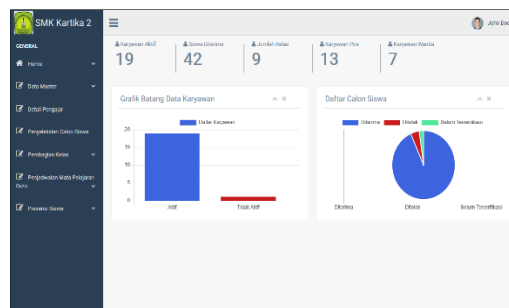 SMK Kartika 2
John Doe
GENERAL
Home
Data Master
Detail Pengajar
Penyeleksian Calon Siswa
Pembagian Kelas
Penjadwalan Mata Pelajaran
Guru
Presensi Siswa
Karyawan Aktif
19
Siswa Diterima
42
Jumlah Kelas
9
Karyawan Pria
13
Karyawan Wanita
7
Grafik Batang Data Karyawan
Daftar Karyawan
20
15
10
5
0
Aktif
Tidak Aktif
Daftar Calon Siswa
Diterima
Ditolak
Belum Terverifikasi
Diterima
Ditolak
Belum Terverifikasi